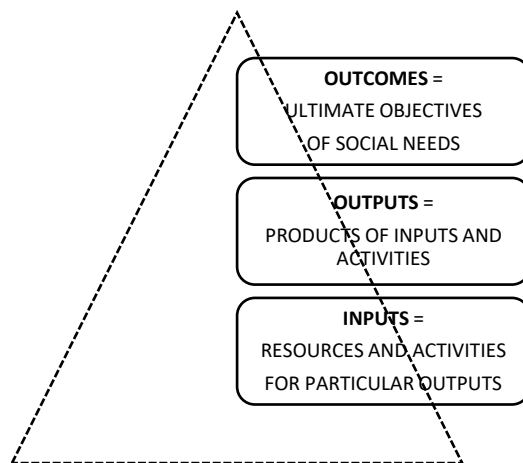 OUTCOMES =
ULTIMATE OBJECTIVES
OF SOCIAL NEEDS
OUTPUTS =
PRODUCTS OF INPUTS AND
ACTIVITIES
INPUTS =
RESOURCES AND ACTIVITIES
FOR PARTICULAR OUTPUTS